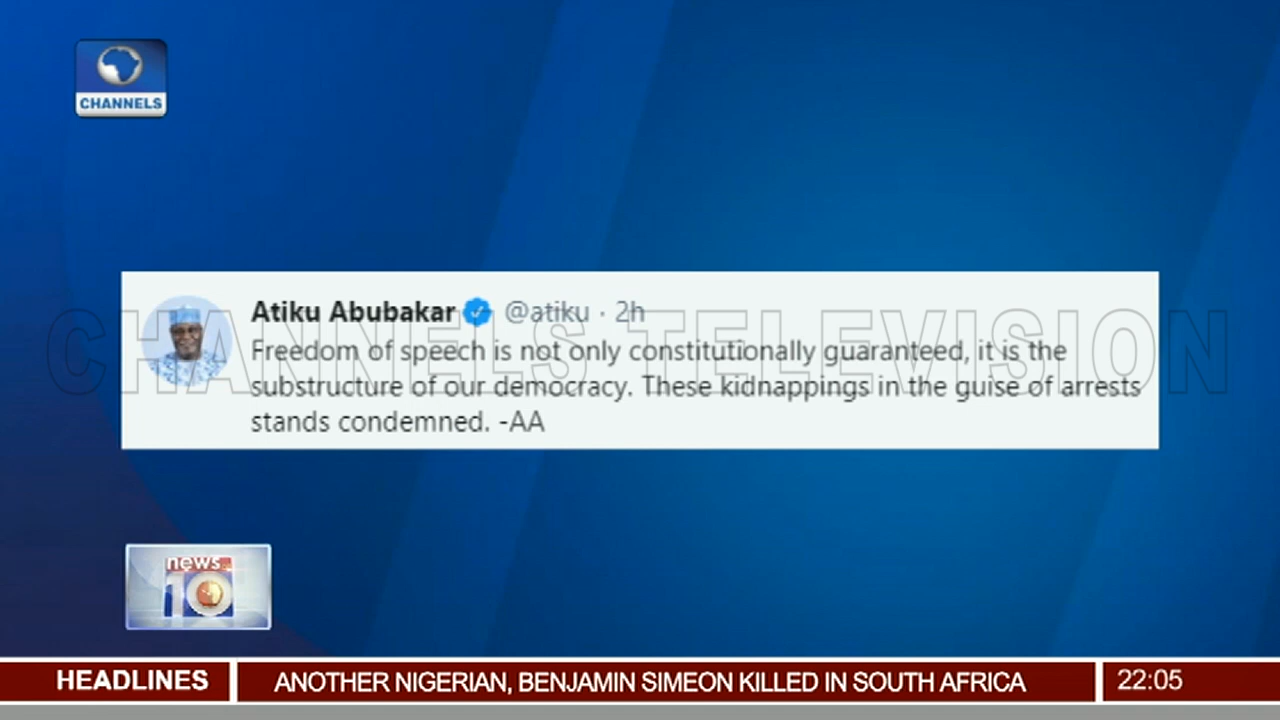 CHANNELS
Atiku Abubakar @atiku · 2h
Freedom of speech is not only constitutionally guaranteed, it is the
substructure of our democracy. These kidnappings in the guise of arrests
stands condemned. -AA
CHANNELS TELEVISION
news
10
HEADLINES ANOTHER NIGERIAN, BENJAMIN SIMEON KILLED IN SOUTH AFRICA 22:05